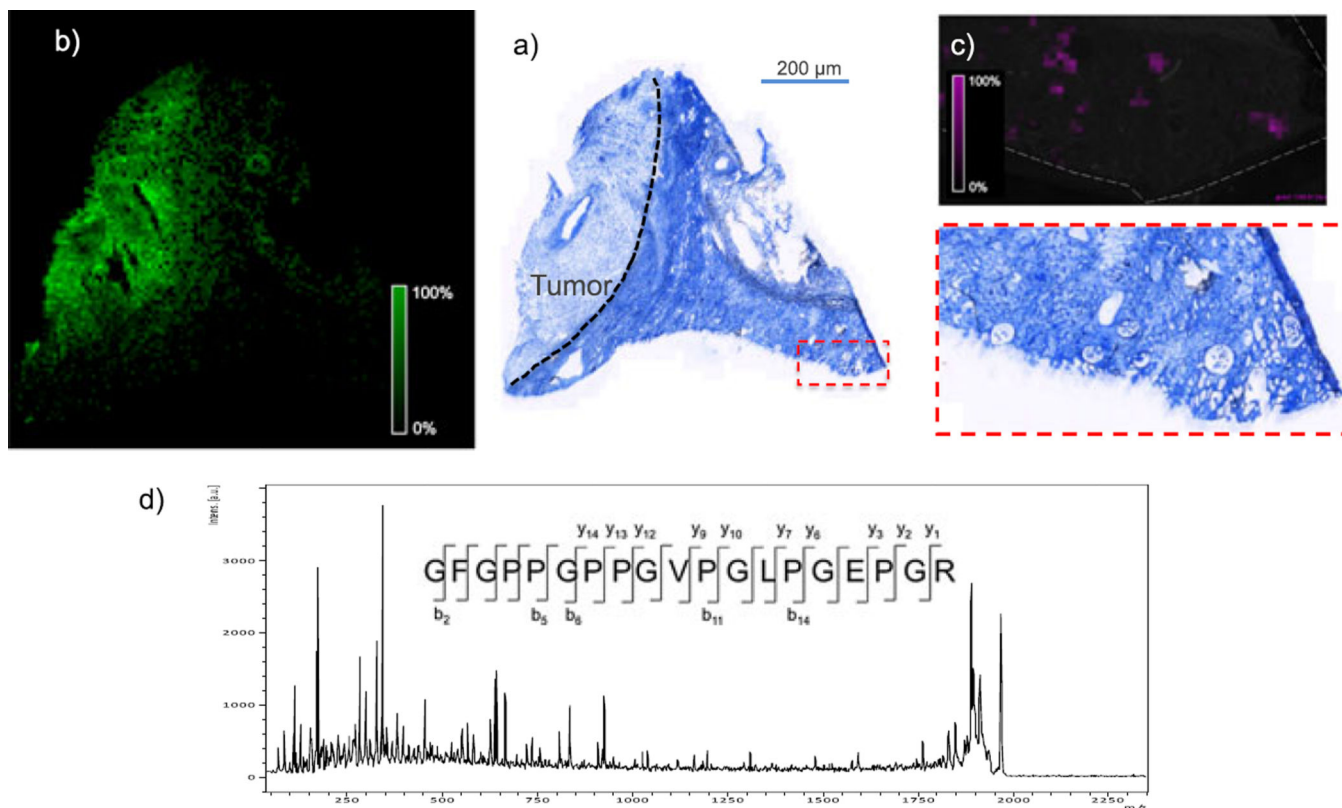 b)
100%
0%
a)
200 µm
Tumor
c)
100%
0%
d)
Intens. [a.u.]
3000
2000
1000
0
y14 y13 y12 y9 y10 y7 y6 y3 y2 y1
GFGPPGPPGVPGLPGEPGR
b2 b5 b6 b11 b14
250 500 750 1000 1250 1500 1750 2000 2250